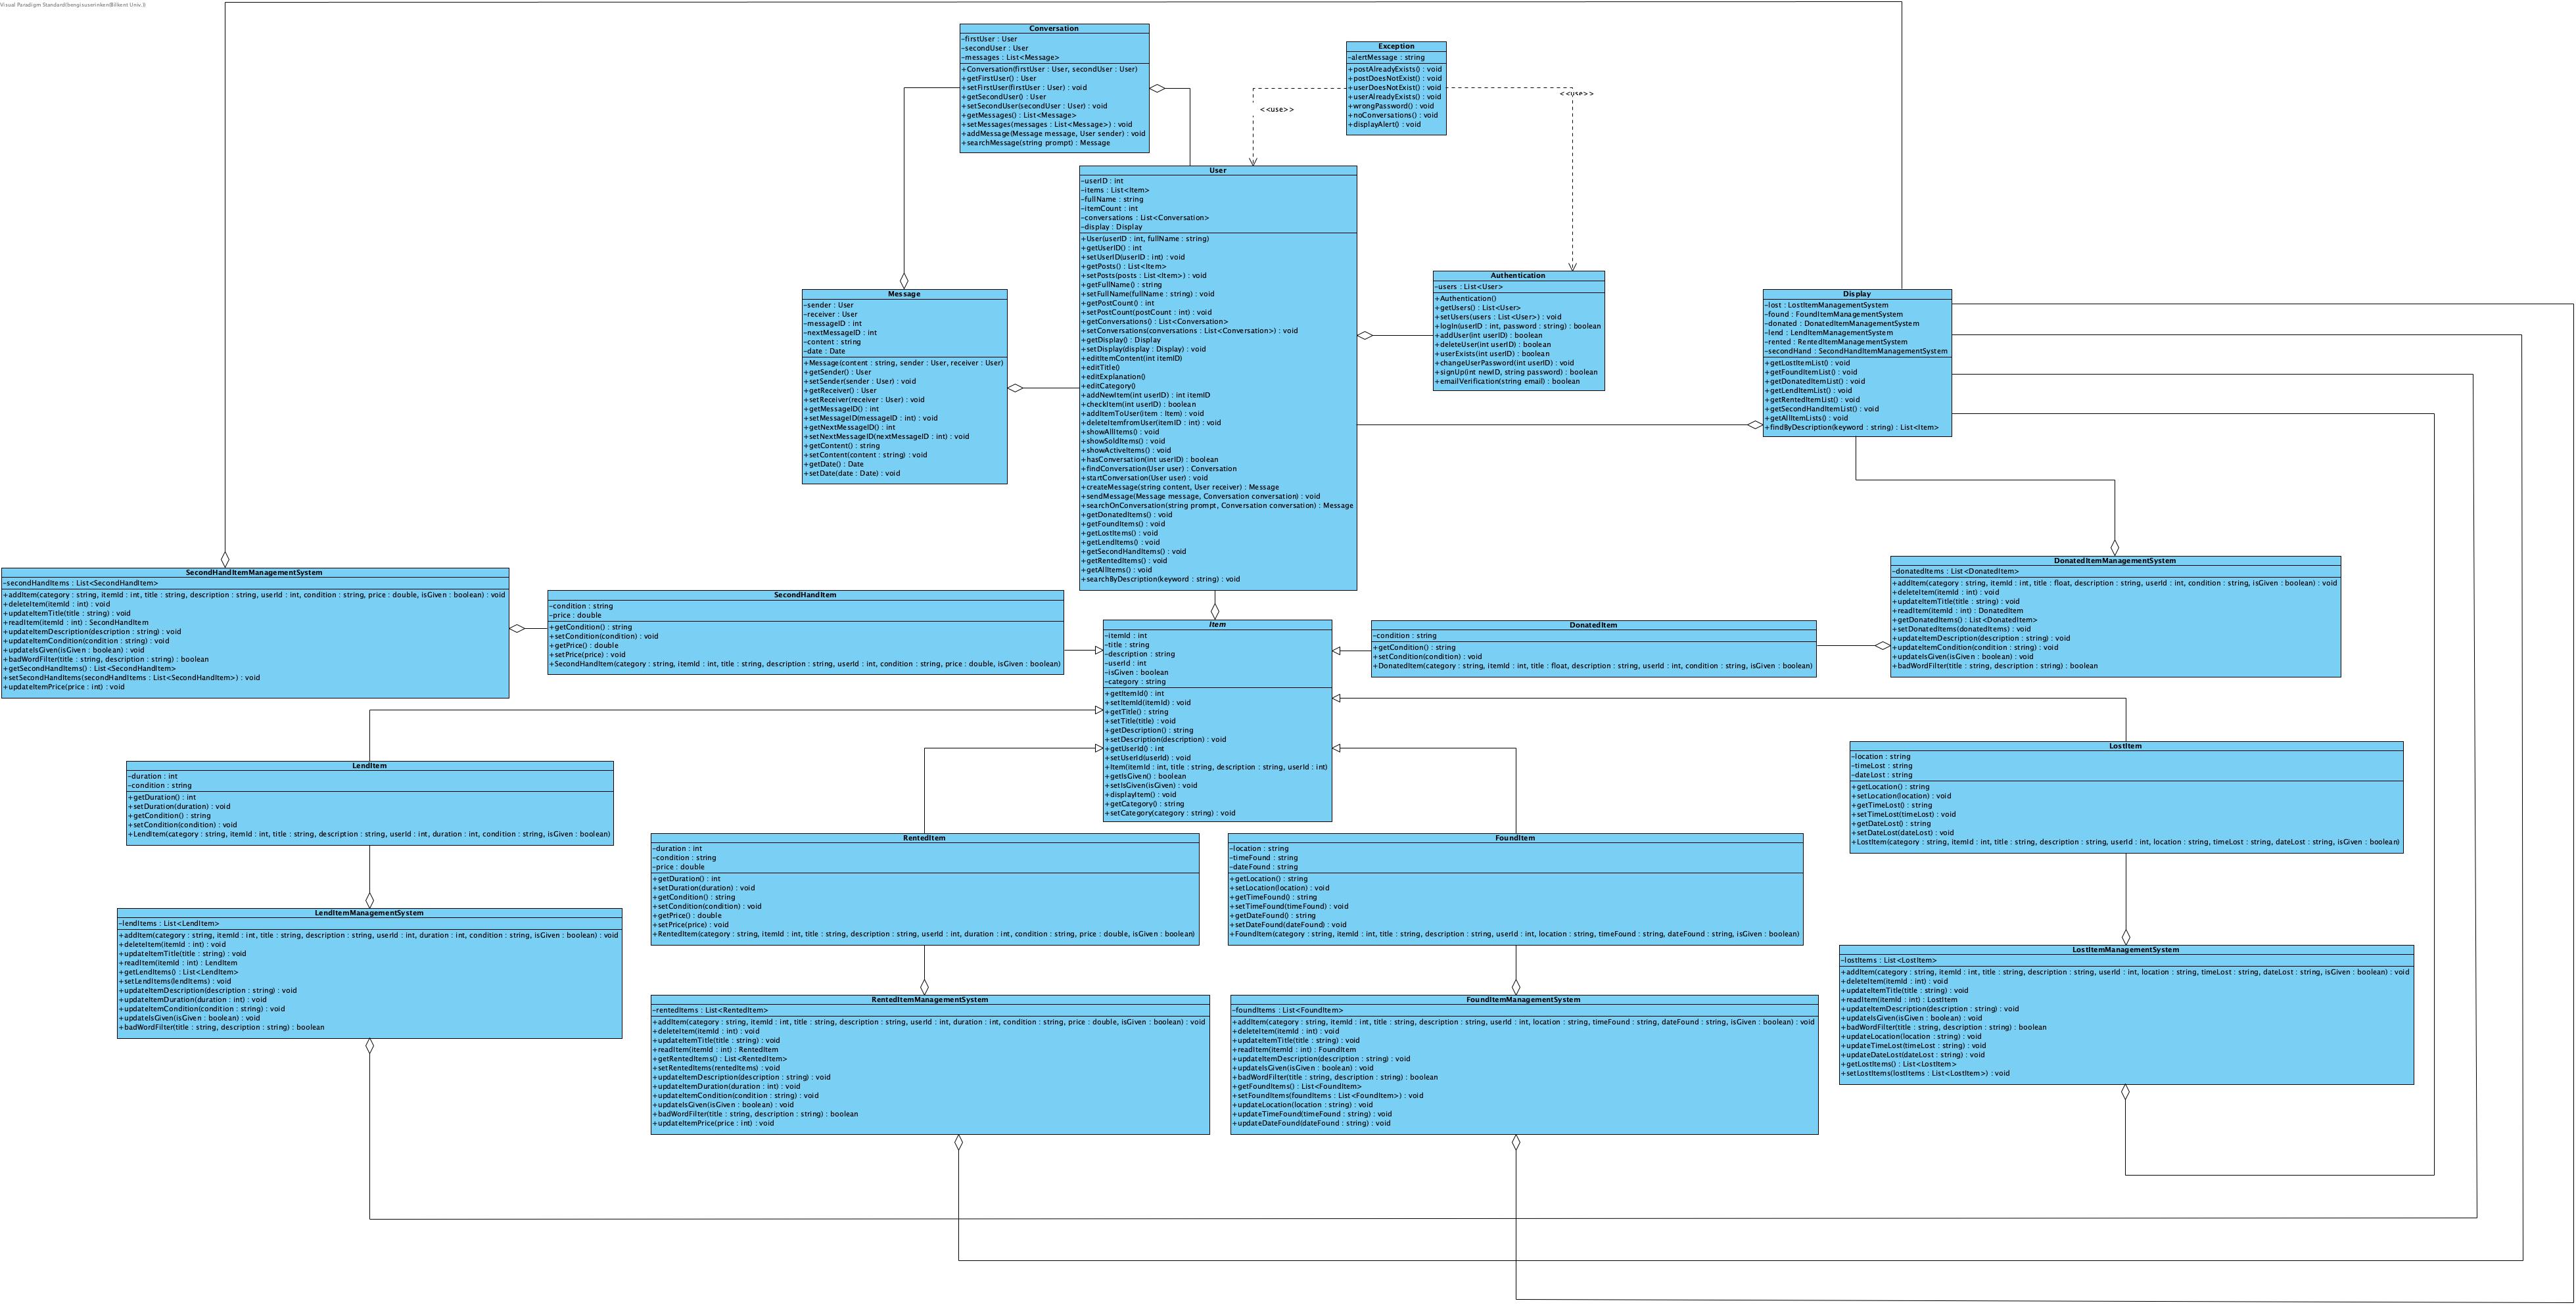 Visual Paradigm Standard(bengisuserinken(Bilkent Univ.))
Conversation
-firstUser : User
-secondUser : User
-messages : List<Message>
+Conversation(firstUser : User, secondUser : User)
+getFirstUser() : User
+setFirstUser(firstUser : User) : void
+getSecondUser() : User
+setSecondUser(secondUser : User) : void
+getMessages() : List<Message>
+setMessages(messages : List<Message>) : void
+addMessage(Message message, User sender) : void
+searchMessage(string prompt) : Message
Exception
-alertMessage : string
+postAlreadyExists() : void
+postDoesNotExist() : void
+userDoesNotExist() : void
+userAlreadyExists() : void
+wrongPassword() : void
+noConversations() : void
+displayAlert() : void
<<use>>
<<use>>
User
-userID : int
-items : List<Item>
-fullName : string
-itemCount : int
-conversations : List<Conversation>
-display : Display
+User(userID : int, fullName : string)
+getUserID() : int
+setUserID(userID : int) : void
+getPosts() : List<Item>
+setPosts(posts : List<Item>) : void
+getFullName() : string
+setFullName(fullName : string) : void
+getPostCount() : int
+setPostCount(postCount : int) : void
+getConversations() : List<Conversation>
+setConversations(conversations : List<Conversation>) : void
+getDisplay() : Display
+setDisplay(display : Display) : void
+editItemContent(int itemID)
+editTitle()
+editExplanation()
+editCategory()
+addNewItem(int userID) : int itemID
+checkItem(int userID) : boolean
+addItemToUser(item : Item) : void
+deleteItemfromUser(itemID : int) : void
+showAllItems() : void
+showSoldItems() : void
+showActiveItems() : void
+hasConversation(int userID) : boolean
+findConversation(User user) : Conversation
+startConversation(User user) : void
+createMessage(string content, User receiver) : Message
+sendMessage(Message message, Conversation conversation) : void
+searchOnConversation(string prompt, Conversation conversation) : Message
+getDonatedItems() : void
+getFoundItems() : void
+getLostItems() : void
+getLendItems() : void
+getSecondHandItems() : void
+getRentedItems() : void
+getAllItems() : void
+searchByDescription(keyword : string) : void
Message
-sender : User
-receiver : User
-messageID : int
-nextMessageID : int
-content : string
-date : Date
+Message(content : string, sender : User, receiver : User)
+getSender() : User
+setSender(sender : User) : void
+getReceiver() : User
+setReceiver(receiver : User) : void
+getMessageID() : int
+setMessageID(messageID : int) : void
+getNextMessageID() : int
+setNextMessageID(nextMessageID : int) : void
+getContent() : string
+setContent(content : string) : void
+getDate() : Date
+setDate(date : Date) : void
Authentication
-users : List<User>
+Authentication()
+getUsers() : List<User>
+setUsers(users : List<User>) : void
+logIn(userID : int, password : string) : boolean
+addUser(int userID) : boolean
+deleteUser(int userID) : boolean
+userExists(int userID) : boolean
+changeUserPassword(int userID) : void
+signUp(int newID, string password) : boolean
+emailVerification(string email) : boolean
Display
-lost : LostItemManagementSystem
-found : FoundItemManagementSystem
-donated : DonatedItemManagementSystem
-lend : LendItemManagementSystem
-rented : RentedItemManagementSystem
-secondHand : SecondHandItemManagementSystem
+getLostItemList() : void
+getFoundItemList() : void
+getDonatedItemList() : void
+getLendItemList() : void
+getRentedItemList() : void
+getSecondHandItemList() : void
+getAllItemLists() : void
+findByDescription(keyword : string) : List<Item>
SecondHandItemManagementSystem
-secondHandItems : List<SecondHandItem>
+addItem(category : string, itemId : int, title : string, description : string, userId : int, condition : string, price : double, isGiven : boolean) : void
+deleteItem(itemId : int) : void
+updateItemTitle(title : string) : void
+readItem(itemId : int) : SecondHandItem
+updateItemDescription(description : string) : void
+updateItemCondition(condition : string) : void
+updateIsGiven(isGiven : boolean) : void
+badWordFilter(title : string, description : string) : boolean
+getSecondHandItems() : List<SecondHandItem>
+setSecondHandItems(secondHandItems : List<SecondHandItem>) : void
+updateItemPrice(price : int) : void
SecondHandItem
-condition : string
-price : double
+getCondition() : string
+setCondition(condition) : void
+getPrice() : double
+setPrice(price) : void
+SecondHandItem(category : string, itemId : int, title : string, description : string, userId : int, condition : string, price : double, isGiven : boolean)
Item
-itemId : int
-title : string
-description : string
-userId : int
-isGiven : boolean
-category : string
+getItemId() : int
+setItemId(itemId) : void
+getTitle() : string
+setTitle(title) : void
+getDescription() : string
+setDescription(description) : void
+getUserId() : int
+setUserId(userId) : void
+Item(itemId : int, title : string, description : string, userId : int)
+getIsGiven() : boolean
+setIsGiven(isGiven) : void
+displayItem() : void
+getCategory() : string
+setCategory(category : string) : void
DonatedItem
-condition : string
+getCondition() : string
+setCondition(condition) : void
+DonatedItem(category : string, itemId : int, title : float, description : string, userId : int, condition : string, isGiven : boolean)
DonatedItemManagementSystem
-donatedItems : List<DonatedItem>
+addItem(category : string, itemId : int, title : float, description : string, userId : int, condition : string, isGiven : boolean) : void
+deleteItem(itemId : int) : void
+updateItemTitle(title : string) : void
+readItem(itemId : int) : DonatedItem
+getDonatedItems() : List<DonatedItem>
+setDonatedItems(donatedItems) : void
+updateItemDescription(description : string) : void
+updateItemCondition(condition : string) : void
+updateIsGiven(isGiven : boolean) : void
+badWordFilter(title : string, description : string) : boolean
LendItem
-duration : int
-condition : string
+getDuration() : int
+setDuration(duration) : void
+getCondition() : string
+setCondition(condition) : void
+LendItem(category : string, itemId : int, title : string, description : string, userId : int, duration : int, condition : string, isGiven : boolean)
LostItem
-location : string
-timeLost : string
-dateLost : string
+getLocation() : string
+setLocation(location) : void
+getTimeLost() : string
+setTimeLost(timeLost) : void
+getDateLost() : string
+setDateLost(dateLost) : void
+LostItem(category : string, itemId : int, title : string, description : string, userId : int, location : string, timeLost : string, dateLost : string, isGiven : boolean)
RentedItem
-duration : int
-condition : string
-price : double
+getDuration() : int
+setDuration(duration) : void
+getCondition() : string
+setCondition(condition) : void
+getPrice() : double
+setPrice(price) : void
+RentedItem(category : string, itemId : int, title : string, description : string, userId : int, duration : int, condition : string, price : double, isGiven : boolean)
FoundItem
-location : string
-timeFound : string
-dateFound : string
+getLocation() : string
+setLocation(location) : void
+getTimeFound() : string
+setTimeFound(timeFound) : void
+getDateFound() : string
+setDateFound(dateFound) : void
+FoundItem(category : string, itemId : int, title : string, description : string, userId : int, location : string, timeFound : string, dateFound : string, isGiven : boolean)
LendItemManagementSystem
-lendItems : List<LendItem>
+addItem(category : string, itemId : int, title : string, description : string, userId : int, duration : int, condition : string, isGiven : boolean) : void
+deleteItem(itemId : int) : void
+updateItemTitle(title : string) : void
+readItem(itemId : int) : LendItem
+getLendItems() : List<LendItem>
+setLendItems(lendItems) : void
+updateItemDescription(description : string) : void
+updateItemDuration(duration : int) : void
+updateItemCondition(condition : string) : void
+updateIsGiven(isGiven : boolean) : void
+badWordFilter(title : string, description : string) : boolean
RentedItemManagementSystem
-rentedItems : List<RentedItem>
+addItem(category : string, itemId : int, title : string, description : string, userId : int, duration : int, condition : string, price : double, isGiven : boolean) : void
+deleteItem(itemId : int) : void
+updateItemTitle(title : string) : void
+readItem(itemId : int) : RentedItem
+getRentedItems() : List<RentedItem>
+setRentedItems(rentedItems) : void
+updateItemDescription(description : string) : void
+updateItemDuration(duration : int) : void
+updateItemCondition(condition : string) : void
+updateIsGiven(isGiven : boolean) : void
+badWordFilter(title : string, description : string) : boolean
+updateItemPrice(price : int) : void
FoundItemManagementSystem
-foundItems : List<FoundItem>
+addItem(category : string, itemId : int, title : string, description : string, userId : int, location : string, timeFound : string, dateFound : string, isGiven : boolean) : void
+deleteItem(itemId : int) : void
+updateItemTitle(title : string) : void
+readItem(itemId : int) : FoundItem
+updateItemDescription(description : string) : void
+updateIsGiven(isGiven : boolean) : void
+badWordFilter(title : string, description : string) : boolean
+getFoundItems() : List<FoundItem>
+setFoundItems(foundItems : List<FoundItem>) : void
+updateLocation(location : string) : void
+updateTimeFound(timeFound : string) : void
+updateDateFound(dateFound : string) : void
LostItemManagementSystem
-lostItems : List<LostItem>
+addItem(category : string, itemId : int, title : string, description : string, userId : int, location : string, timeLost : string, dateLost : string, isGiven : boolean) : void
+deleteItem(itemId : int) : void
+updateItemTitle(title : string) : void
+readItem(itemId : int) : LostItem
+updateItemDescription(description : string) : void
+updateIsGiven(isGiven : boolean) : void
+badWordFilter(title : string, description : string) : boolean
+updateLocation(location : string) : void
+updateTimeLost(timeLost : string) : void
+updateDateLost(dateLost : string) : void
+getLostItems() : List<LostItem>
+setLostItems(lostItems : List<LostItem>) : void